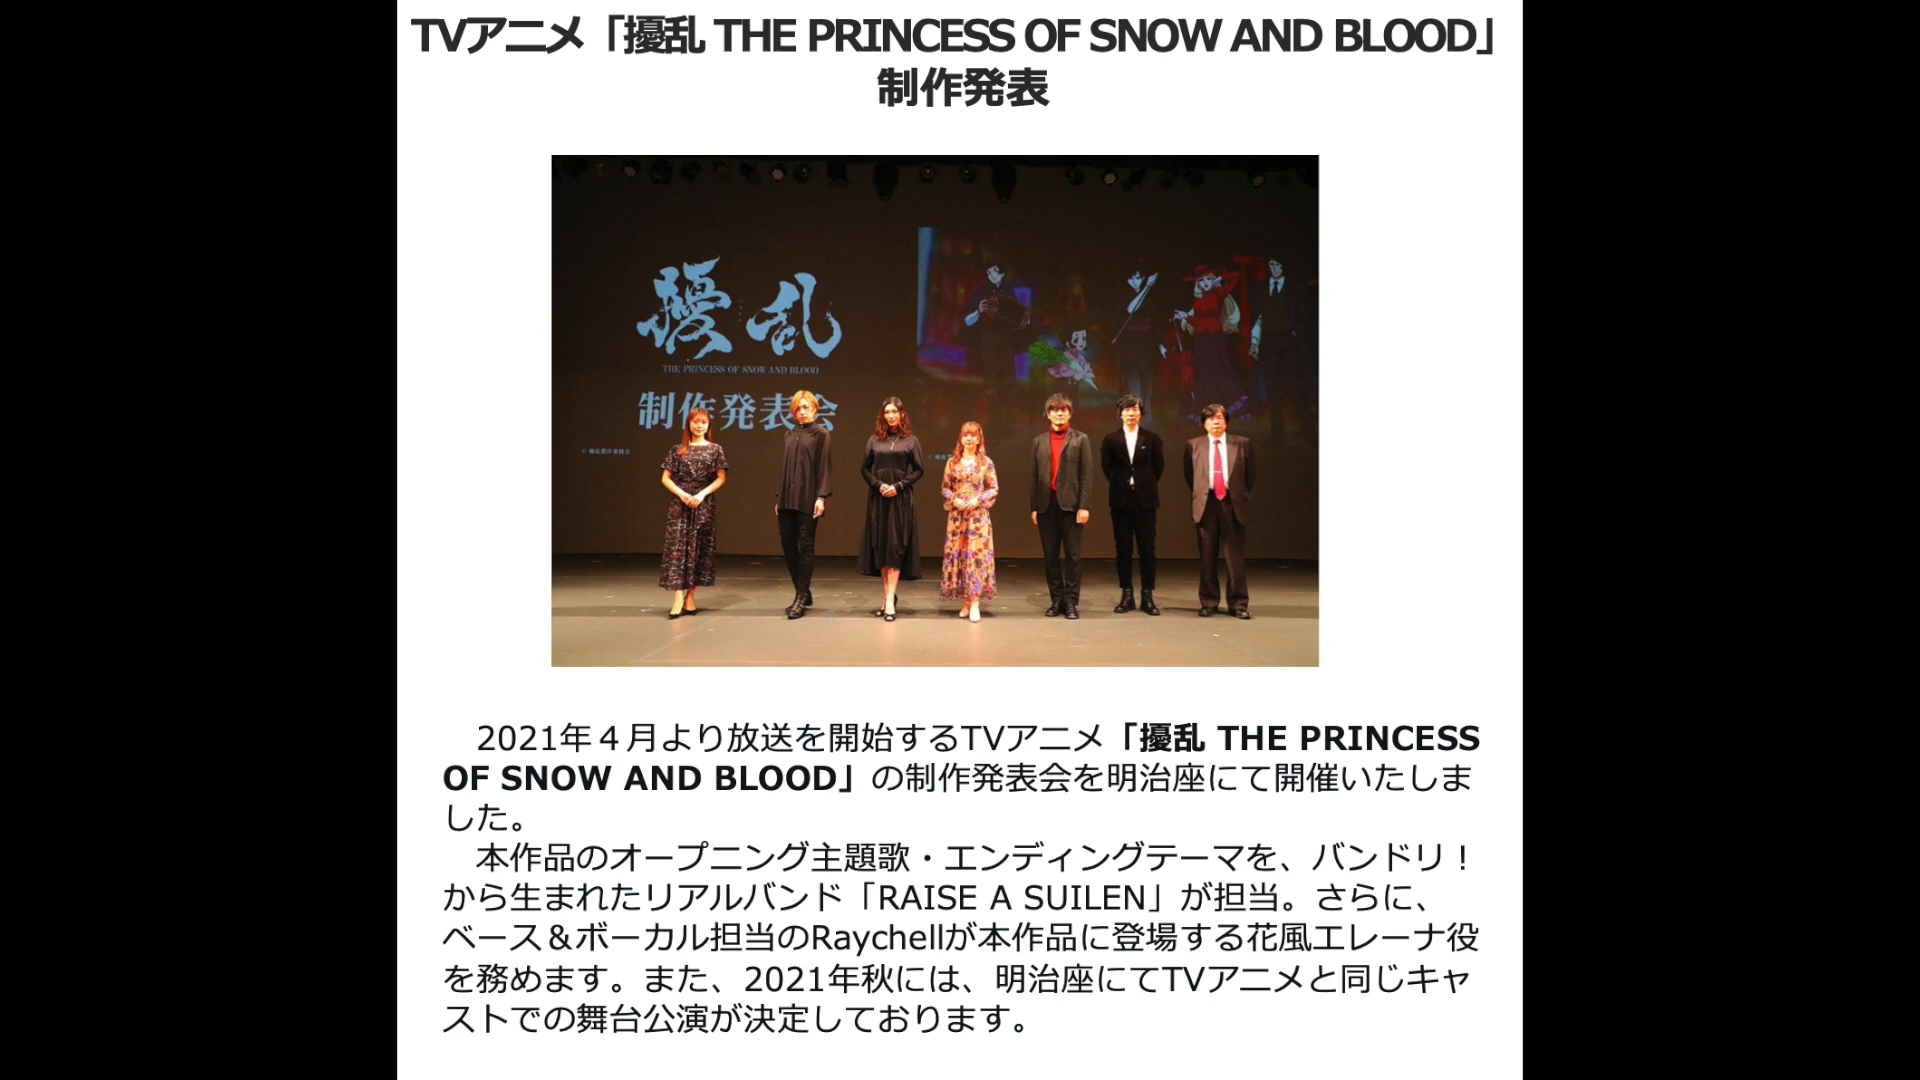 TVアニメ「擾乱 THE PRINCESS OF SNOW AND BLOOD」
制作発表
擾乱
THE PRINCESS OF SNOW AND BLOOD
制作発表会
2021年４月より放送を開始するTVアニメ「擾乱 THE PRINCESS
OF SNOW AND BLOOD」の制作発表会を明治座にて開催いたしま
した。
本作品のオープニング主題歌・エンディングテーマを、バンドリ！
から生まれたリアルバンド「RAISE A SUILEN」が担当。さらに、
ベース＆ボーカル担当のRaychellが本作品に登場する花風エレーナ役
を務めます。また、2021年秋には、明治座にてTVアニメと同じキャ
ストでの舞台公演が決定しております。